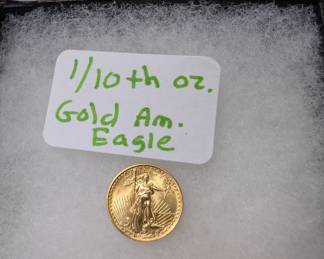 1/10th oz.
Gold Am.
Eagle